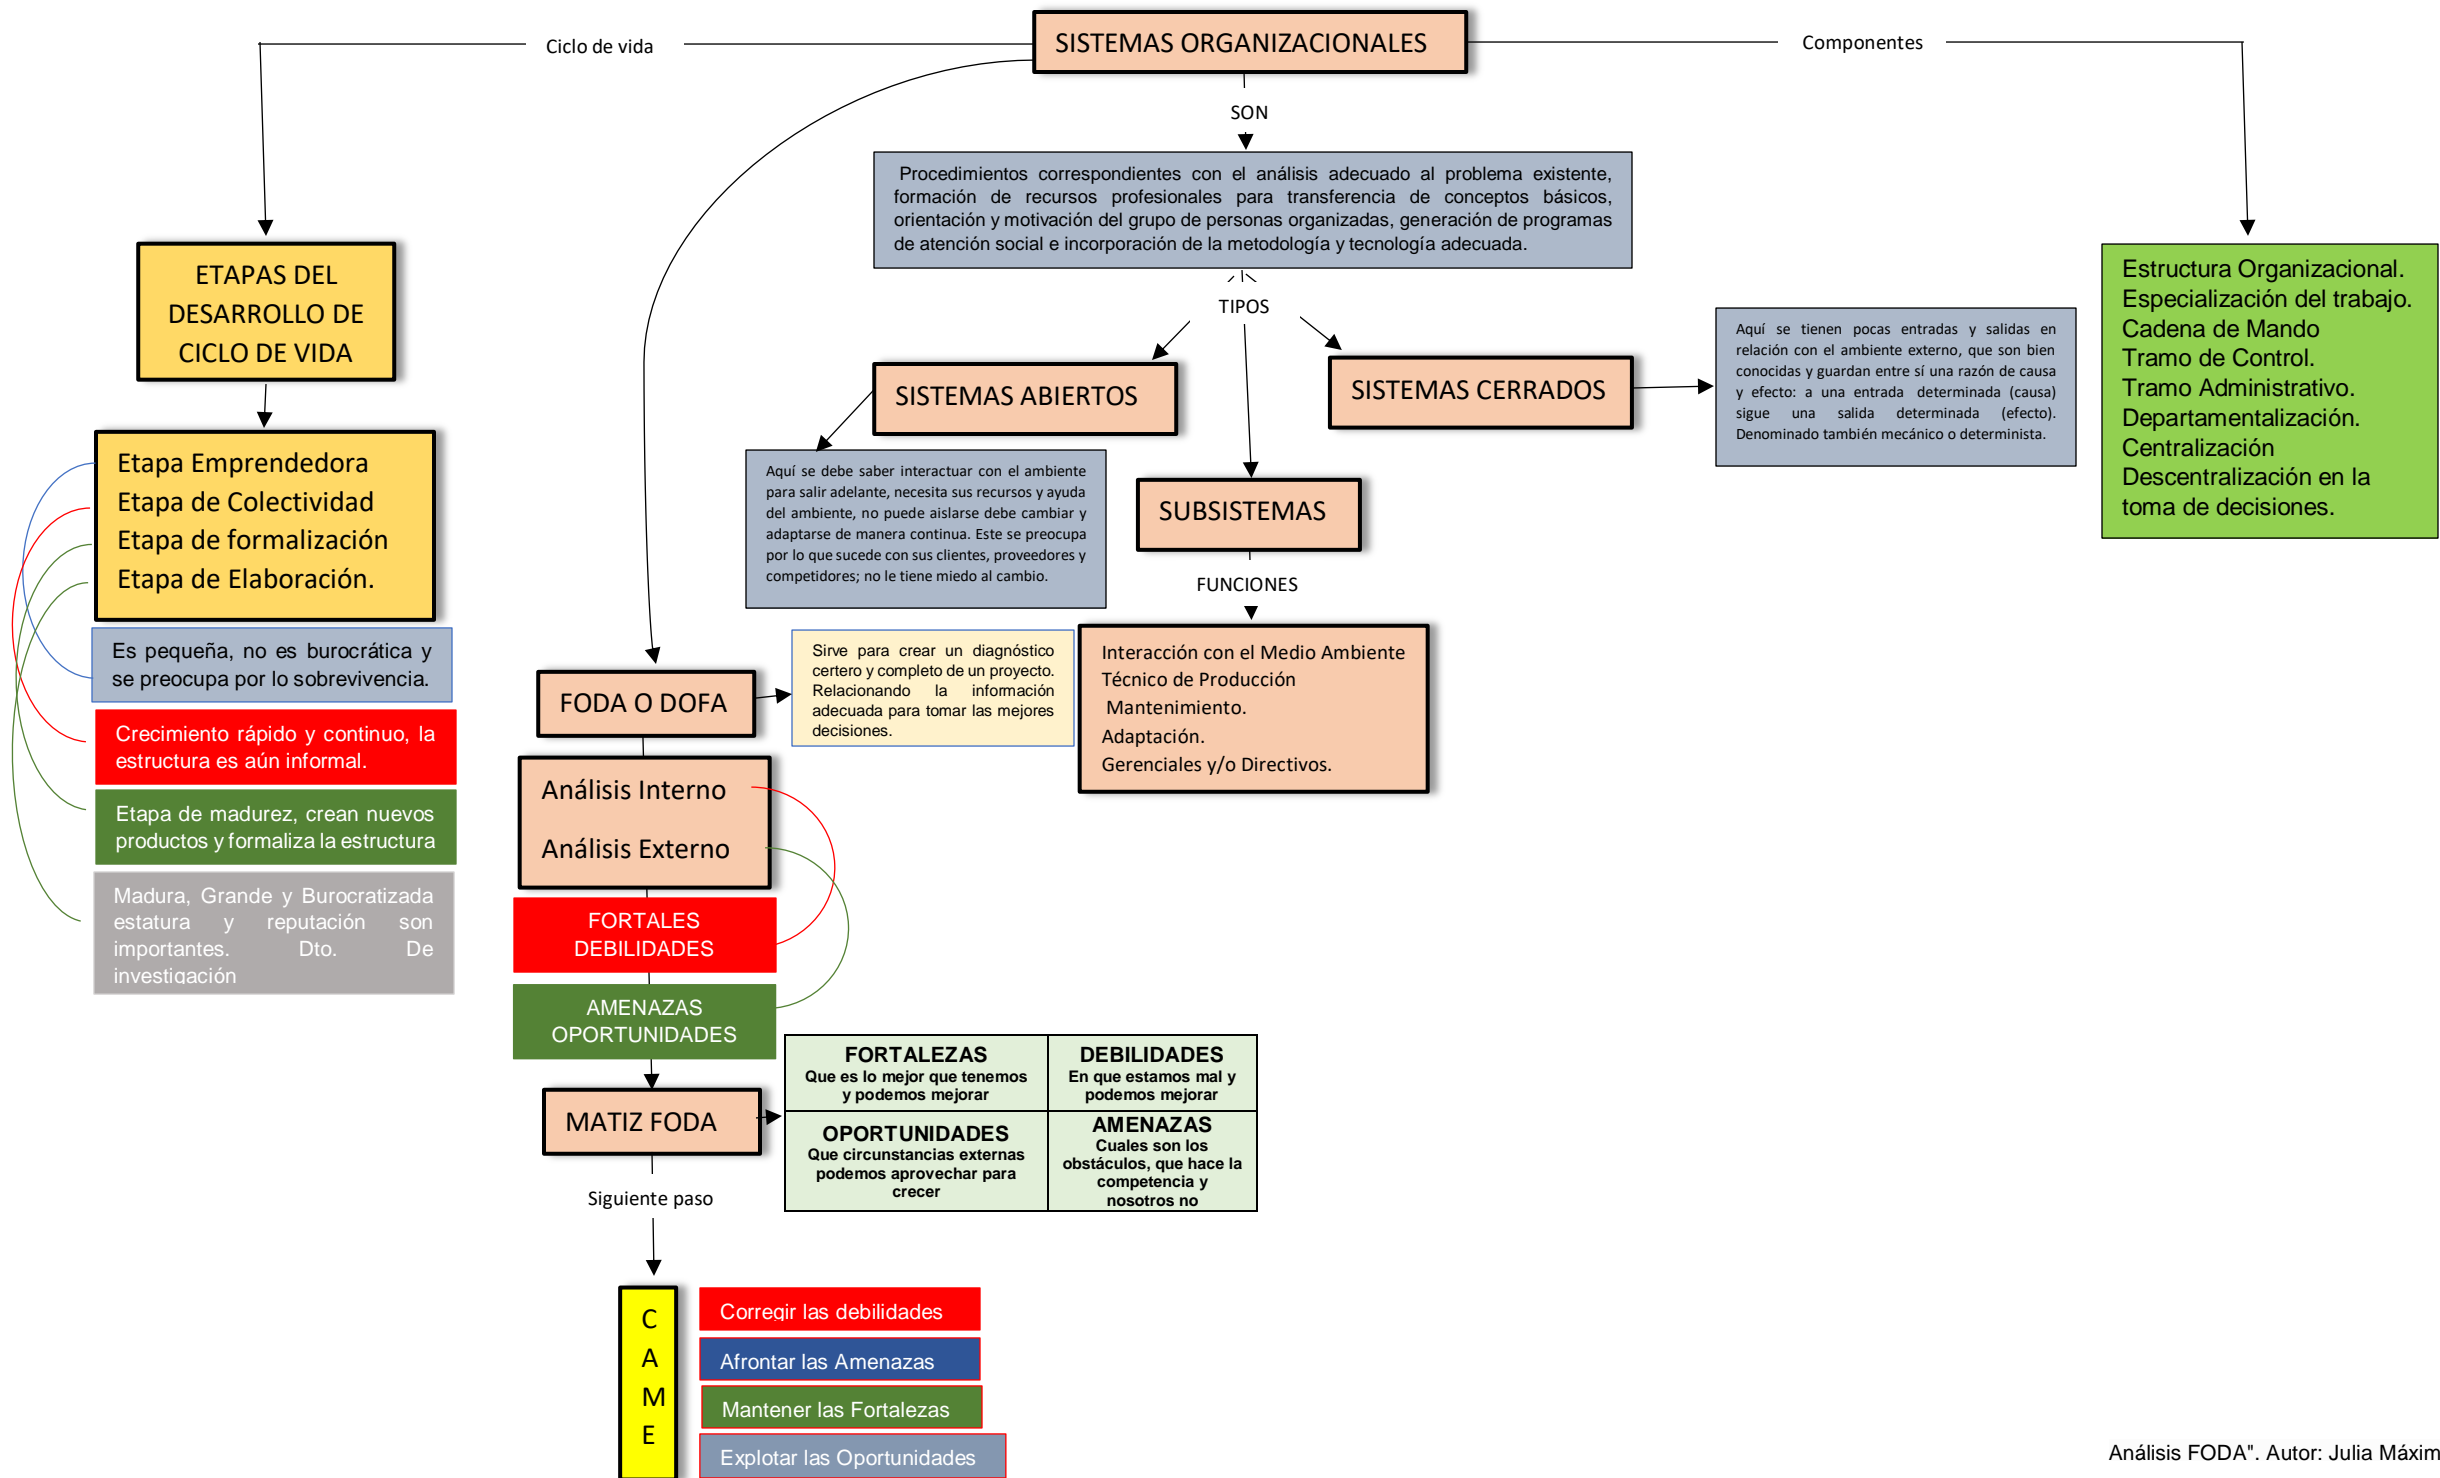 SISTEMAS ORGANIZACIONALES
Ciclo de vida
Componentes
SON
Procedimientos correspondientes con el análisis adecuado al problema existente,
formación de recursos profesionales para transferencia de conceptos básicos,
orientación y motivación del grupo de personas organizadas, generación de programas
de atención social e incorporación de la metodología y tecnología adecuada.
ETAPAS DEL
DESARROLLO DE
CICLO DE VIDA
Etapa Emprendedora
Etapa de Colectividad
Etapa de formalización
Etapa de Elaboración.
Es pequeña, no es burocrática y
se preocupa por lo sobrevivencia.
Crecimiento rápido y continuo, la
estructura es aún informal.
Etapa de madurez, crean nuevos
productos y formaliza la estructura
Madura, Grande y Burocratizada
estatura y reputación son
importantes. Dto. De
investigación
TIPOS
SISTEMAS ABIERTOS
Aquí se debe saber interactuar con el ambiente
para salir adelante, necesita sus recursos y ayuda
del ambiente, no puede aislarse debe cambiar y
adaptarse de manera continua. Este se preocupa
por lo que sucede con sus clientes, proveedores y
competidores; no le tiene miedo al cambio.
SISTEMAS CERRADOS
Aquí se tienen pocas entradas y salidas en
relación con el ambiente externo, que son bien
conocidas y guardan entre sí una razón de causa
y efecto: a una entrada determinada (causa)
sigue una salida determinada (efecto).
Denominado también mecánico o determinista.
SUBSISTEMAS
FUNCIONES
Interacción con el Medio Ambiente
Técnico de Producción
Mantenimiento.
Adaptación.
Gerenciales y/o Directivos.
Estructura Organizacional.
Especialización del trabajo.
Cadena de Mando
Tramo de Control.
Tramo Administrativo.
Departamentalización.
Centralización
Descentralización en la
toma de decisiones.
FODA O DOFA
Sirve para crear un diagnóstico
certero y completo de un proyecto.
Relacionando la información
adecuada para tomar las mejores
decisiones.
Análisis Interno
Análisis Externo
FORTALES
DEBILIDADES
AMENAZAS
OPORTUNIDADES
MATIZ FODA
FORTALEZAS
Que es lo mejor que tenemos
y podemos mejorar
DEBILIDADES
En que estamos mal y
podemos mejorar
OPORTUNIDADES
Que circunstancias externas
podemos aprovechar para
crecer
AMENAZAS
Cuales son los
obstáculos, que hace la
competencia y
nosotros no
Siguiente paso
C
A
M
E
Corregir las debilidades
Afrontar las Amenazas
Mantener las Fortalezas
Explotar las Oportunidades
Análisis FODA". Autor: Julia Máxim